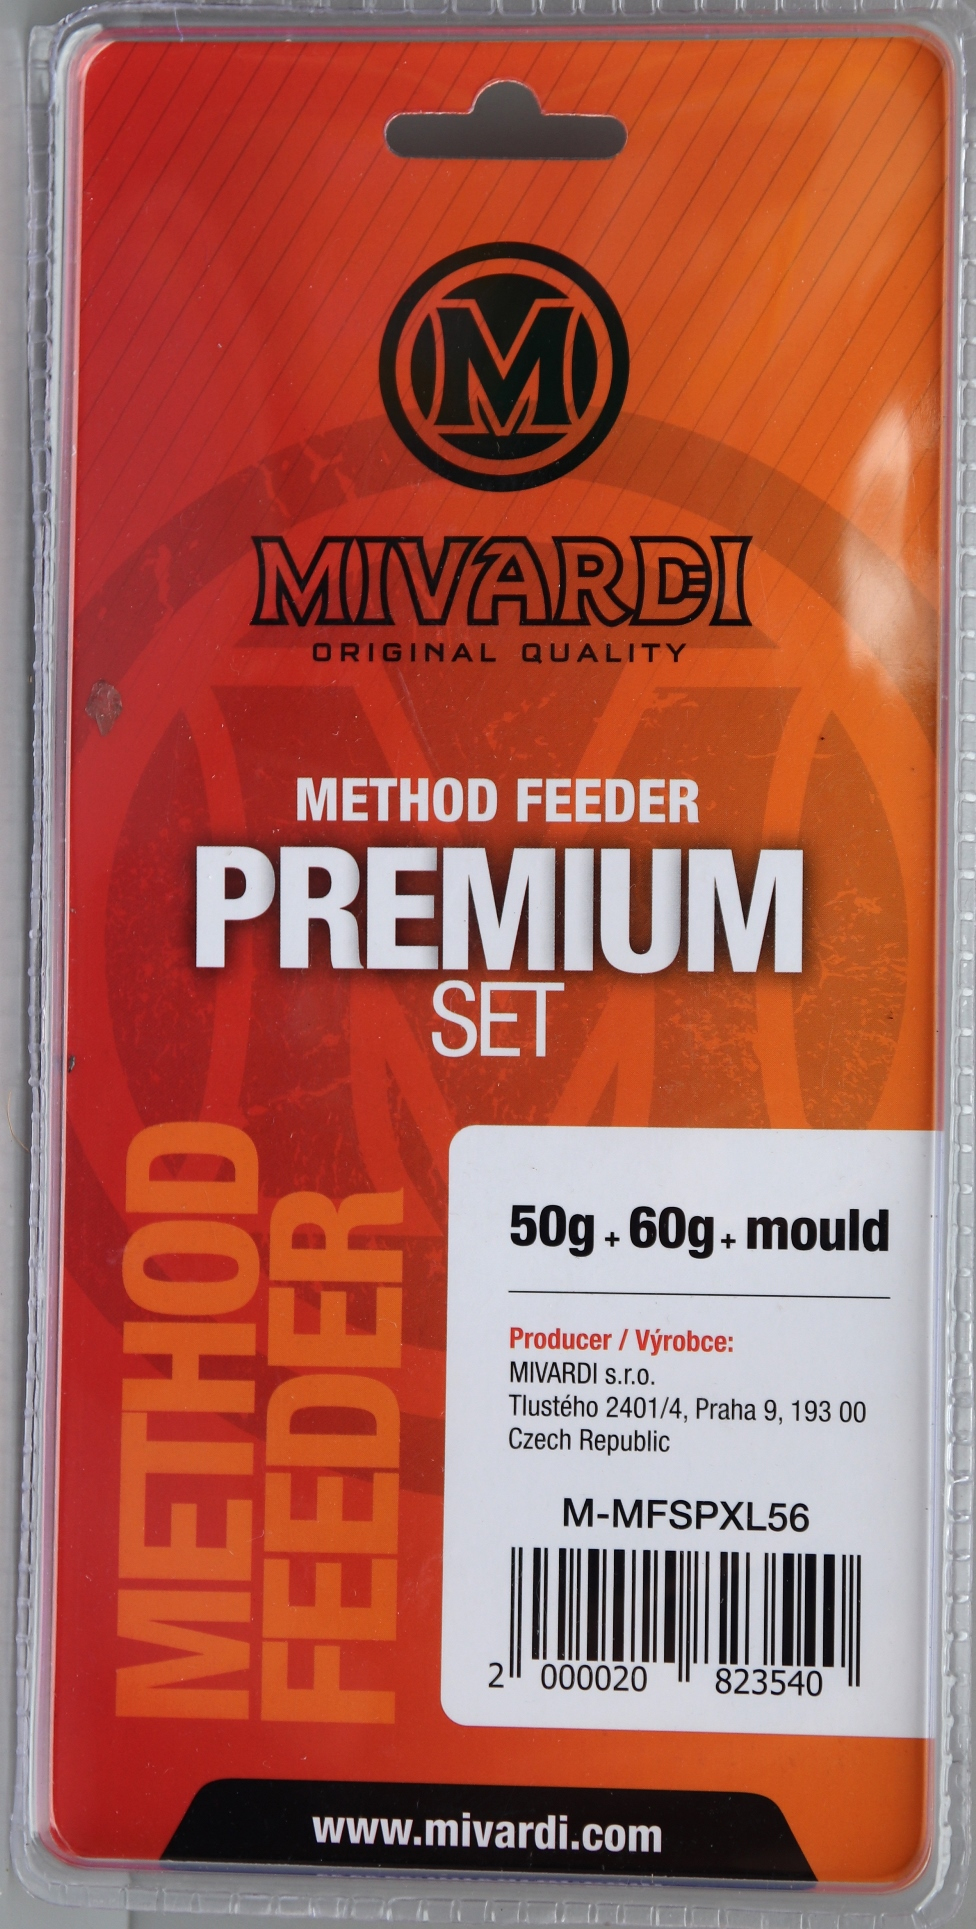 M
MIVARDI
ORIGINAL QUALITY
METHOD FEEDER
PREMIUM
SET
METHOD
FEEDER
50g + 60g + mould
Producer / Výrobce:
MIVARDI s.r.o.
Tlustého 2401/4, Praha 9, 193 00
Czech Republic
M-MFSPXL56
2 000020 823540
www.mivardi.com